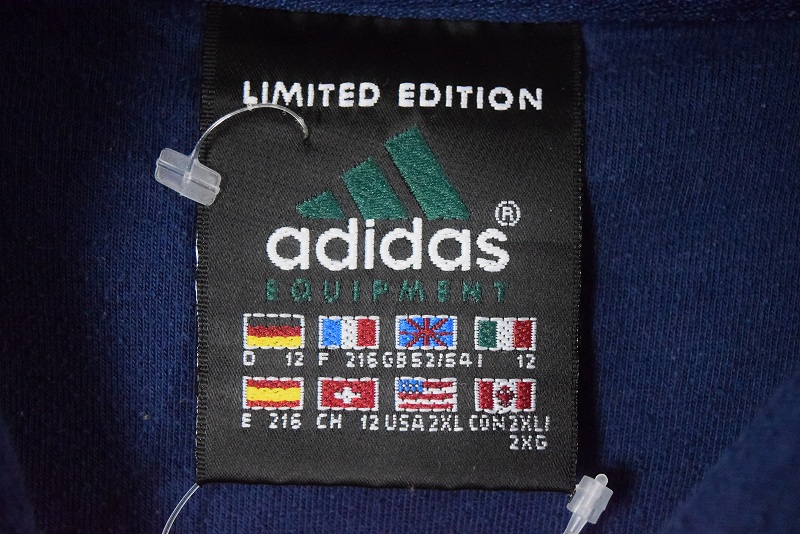 LIMITED EDITION
adidas®
EQUIPMENT
D 12 F 216 GB 52/54 I 12
E 216 CH 12 USA 2XL CDN 2XL/
2XG